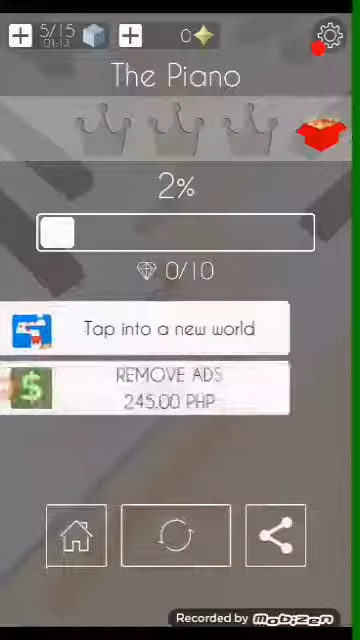 5/15
01:13
0
The Piano
2%
0/10
Tap into a new world
REMOVE ADS
245.00 PHP
Recorded by mobizen